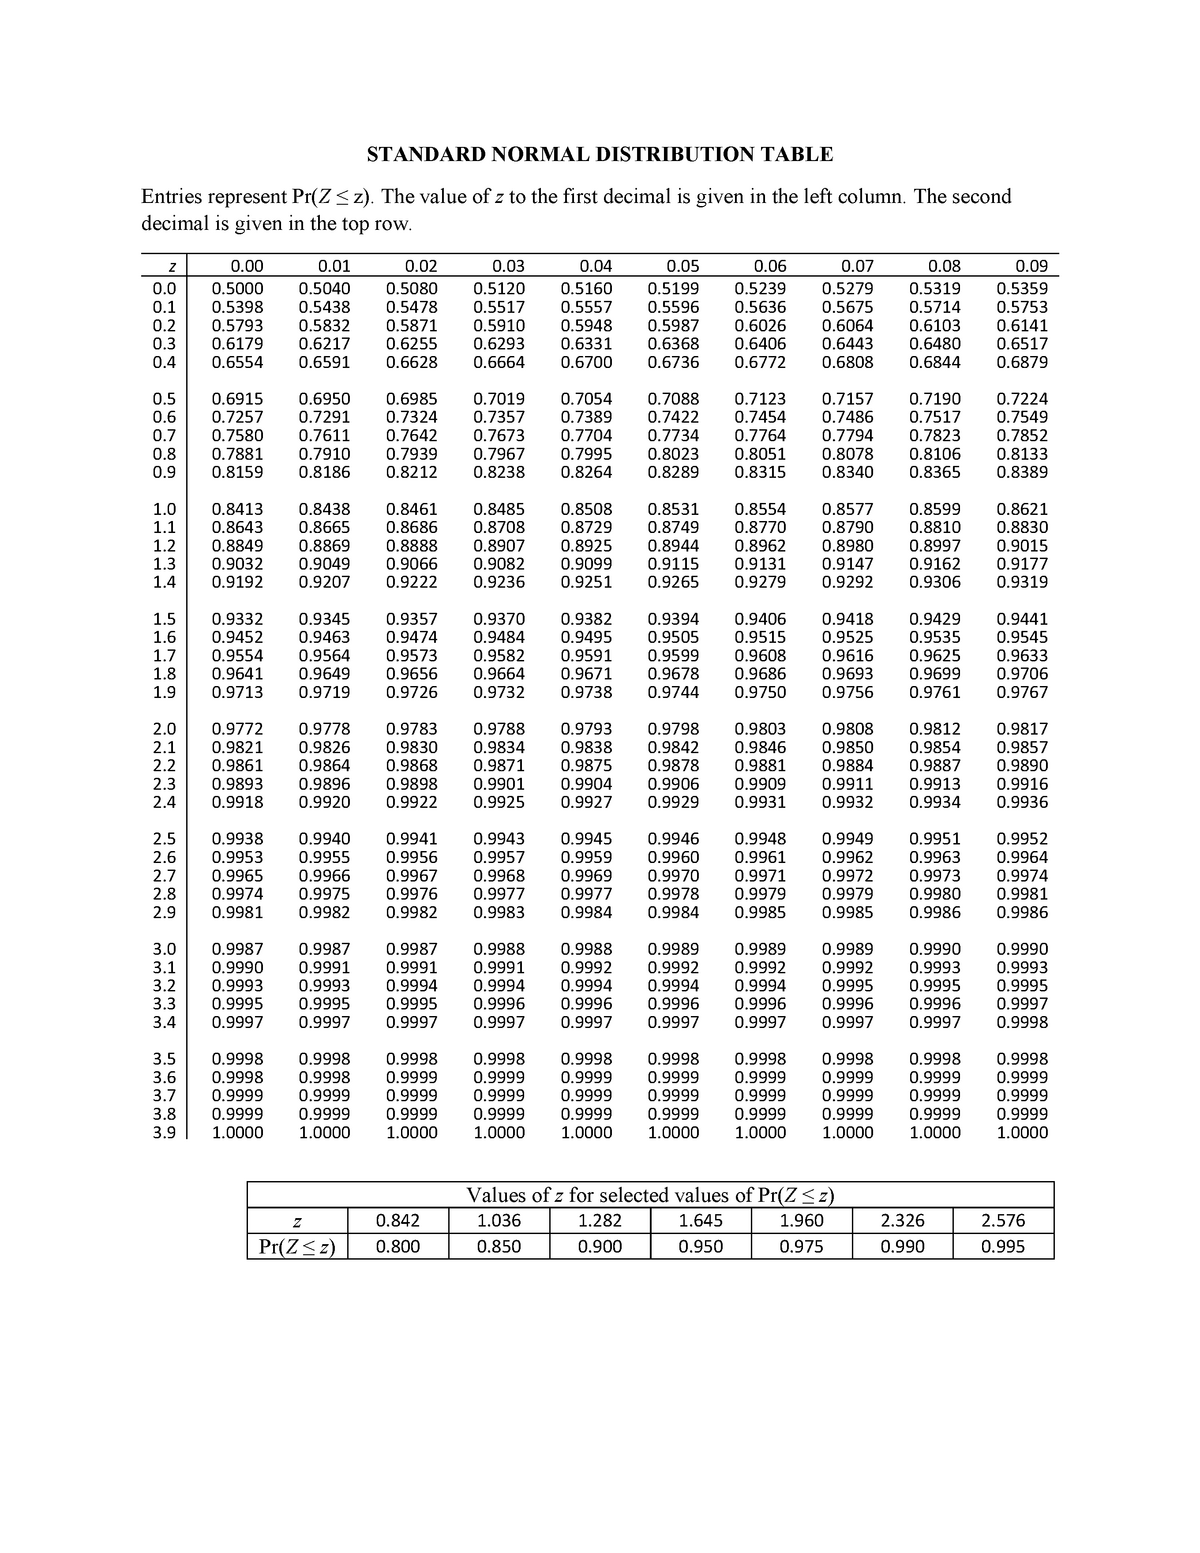 STANDARD NORMAL DISTRIBUTION TABLE
Entries represent Pr(Z ≤ z). The value of z to the first decimal is given in the left column. The second
decimal is given in the top row.
z 0.00 0.01 0.02 0.03 0.04 0.05 0.06 0.07 0.08 0.09
0.0 0.5000 0.5040 0.5080 0.5120 0.5160 0.5199 0.5239 0.5279 0.5319 0.5359
0.1 0.5398 0.5438 0.5478 0.5517 0.5557 0.5596 0.5636 0.5675 0.5714 0.5753
0.2 0.5793 0.5832 0.5871 0.5910 0.5948 0.5987 0.6026 0.6064 0.6103 0.6141
0.3 0.6179 0.6217 0.6255 0.6293 0.6331 0.6368 0.6406 0.6443 0.6480 0.6517
0.4 0.6554 0.6591 0.6628 0.6664 0.6700 0.6736 0.6772 0.6808 0.6844 0.6879
0.5 0.6915 0.6950 0.6985 0.7019 0.7054 0.7088 0.7123 0.7157 0.7190 0.7224
0.6 0.7257 0.7291 0.7324 0.7357 0.7389 0.7422 0.7454 0.7486 0.7517 0.7549
0.7 0.7580 0.7611 0.7642 0.7673 0.7704 0.7734 0.7764 0.7794 0.7823 0.7852
0.8 0.7881 0.7910 0.7939 0.7967 0.7995 0.8023 0.8051 0.8078 0.8106 0.8133
0.9 0.8159 0.8186 0.8212 0.8238 0.8264 0.8289 0.8315 0.8340 0.8365 0.8389
1.0 0.8413 0.8438 0.8461 0.8485 0.8508 0.8531 0.8554 0.8577 0.8599 0.8621
1.1 0.8643 0.8665 0.8686 0.8708 0.8729 0.8749 0.8770 0.8790 0.8810 0.8830
1.2 0.8849 0.8869 0.8888 0.8907 0.8925 0.8944 0.8962 0.8980 0.8997 0.9015
1.3 0.9032 0.9049 0.9066 0.9082 0.9099 0.9115 0.9131 0.9147 0.9162 0.9177
1.4 0.9192 0.9207 0.9222 0.9236 0.9251 0.9265 0.9279 0.9292 0.9306 0.9319
1.5 0.9332 0.9345 0.9357 0.9370 0.9382 0.9394 0.9406 0.9418 0.9429 0.9441
1.6 0.9452 0.9463 0.9474 0.9484 0.9495 0.9505 0.9515 0.9525 0.9535 0.9545
1.7 0.9554 0.9564 0.9573 0.9582 0.9591 0.9599 0.9608 0.9616 0.9625 0.9633
1.8 0.9641 0.9649 0.9656 0.9664 0.9671 0.9678 0.9686 0.9693 0.9699 0.9706
1.9 0.9713 0.9719 0.9726 0.9732 0.9738 0.9744 0.9750 0.9756 0.9761 0.9767
2.0 0.9772 0.9778 0.9783 0.9788 0.9793 0.9798 0.9803 0.9808 0.9812 0.9817
2.1 0.9821 0.9826 0.9830 0.9834 0.9838 0.9842 0.9846 0.9850 0.9854 0.9857
2.2 0.9861 0.9864 0.9868 0.9871 0.9875 0.9878 0.9881 0.9884 0.9887 0.9890
2.3 0.9893 0.9896 0.9898 0.9901 0.9904 0.9906 0.9909 0.9911 0.9913 0.9916
2.4 0.9918 0.9920 0.9922 0.9925 0.9927 0.9929 0.9931 0.9932 0.9934 0.9936
2.5 0.9938 0.9940 0.9941 0.9943 0.9945 0.9946 0.9948 0.9949 0.9951 0.9952
2.6 0.9953 0.9955 0.9956 0.9957 0.9959 0.9960 0.9961 0.9962 0.9963 0.9964
2.7 0.9965 0.9966 0.9967 0.9968 0.9969 0.9970 0.9971 0.9972 0.9973 0.9974
2.8 0.9974 0.9975 0.9976 0.9977 0.9977 0.9978 0.9979 0.9979 0.9980 0.9981
2.9 0.9981 0.9982 0.9982 0.9983 0.9984 0.9984 0.9985 0.9985 0.9986 0.9986
3.0 0.9987 0.9987 0.9987 0.9988 0.9988 0.9989 0.9989 0.9989 0.9990 0.9990
3.1 0.9990 0.9991 0.9991 0.9991 0.9992 0.9992 0.9992 0.9992 0.9993 0.9993
3.2 0.9993 0.9993 0.9994 0.9994 0.9994 0.9994 0.9994 0.9995 0.9995 0.9995
3.3 0.9995 0.9995 0.9995 0.9996 0.9996 0.9996 0.9996 0.9996 0.9996 0.9997
3.4 0.9997 0.9997 0.9997 0.9997 0.9997 0.9997 0.9997 0.9997 0.9997 0.9998
3.5 0.9998 0.9998 0.9998 0.9998 0.9998 0.9998 0.9998 0.9998 0.9998 0.9998
3.6 0.9998 0.9998 0.9999 0.9999 0.9999 0.9999 0.9999 0.9999 0.9999 0.9999
3.7 0.9999 0.9999 0.9999 0.9999 0.9999 0.9999 0.9999 0.9999 0.9999 0.9999
3.8 0.9999 0.9999 0.9999 0.9999 0.9999 0.9999 0.9999 0.9999 0.9999 0.9999
3.9 1.0000 1.0000 1.0000 1.0000 1.0000 1.0000 1.0000 1.0000 1.0000 1.0000
Values of z for selected values of Pr(Z ≤ z)
z 0.842 1.036 1.282 1.645 1.960 2.326 2.576
Pr(Z ≤ z) 0.800 0.850 0.900 0.950 0.975 0.990 0.995